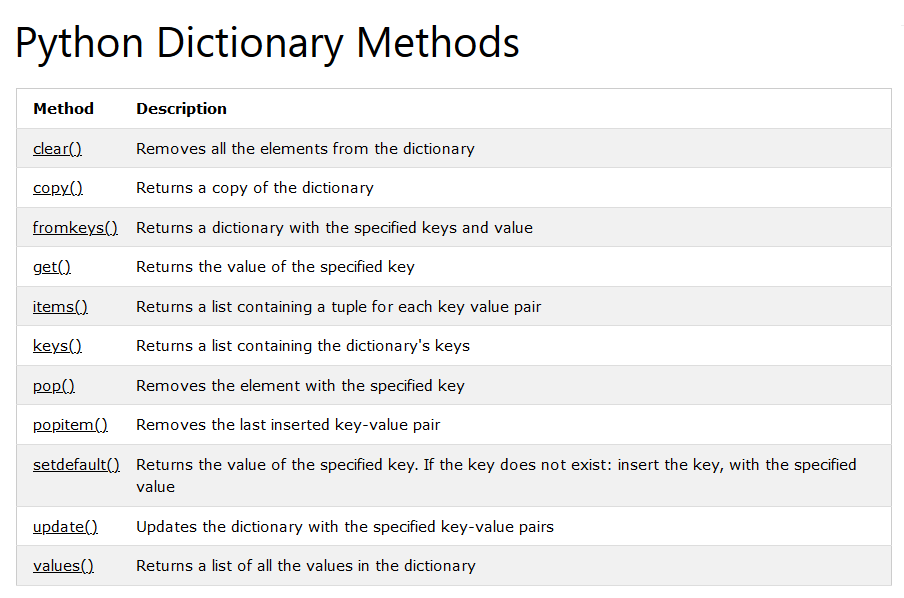 Python Dictionary Methods
Method Description
clear() Removes all the elements from the dictionary
copy() Returns a copy of the dictionary
fromkeys() Returns a dictionary with the specified keys and value
get() Returns the value of the specified key
items() Returns a list containing a tuple for each key value pair
keys() Returns a list containing the dictionary's keys
pop() Removes the element with the specified key
popitem() Removes the last inserted key-value pair
setdefault() Returns the value of the specified key. If the key does not exist: insert the key, with the specified
value
update() Updates the dictionary with the specified key-value pairs
values() Returns a list of all the values in the dictionary